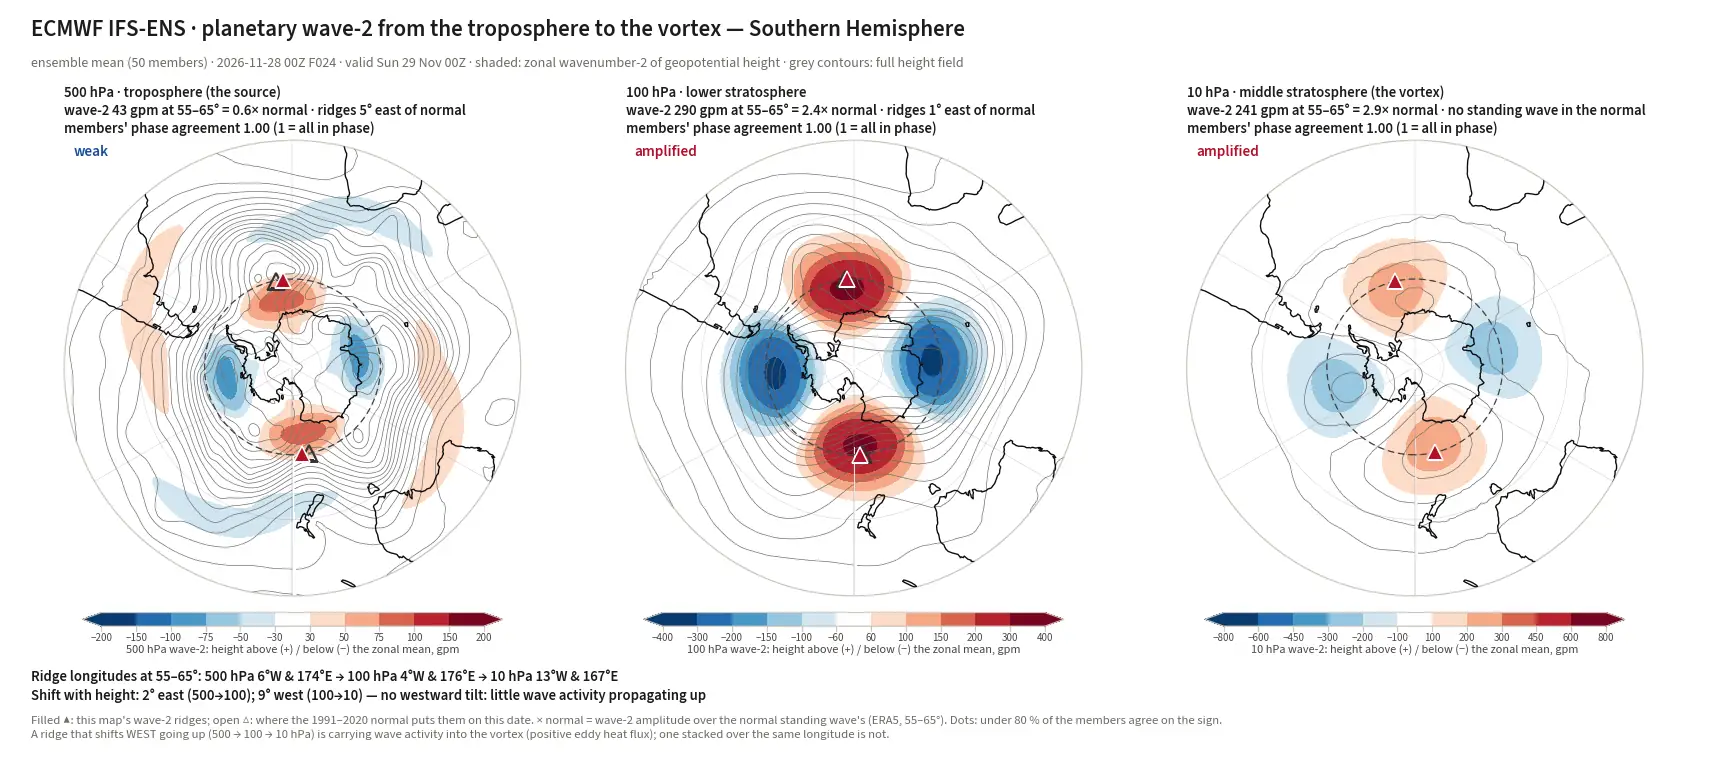 ECMWF IFS-ENS · planetary wave-2 from the troposphere to the vortex — Southern Hemisphere
ensemble mean (50 members) · 2026-11-28 00Z F024 · valid Sun 29 Nov 00Z · shaded: zonal wavenumber-2 of geopotential height · grey contours: full height field
500 hPa · troposphere (the source)
wave-2 43 gpm at 55–65° = 0.6× normal · ridges 5° east of normal
members' phase agreement 1.00 (1 = all in phase)
weak
100 hPa · lower stratosphere
wave-2 290 gpm at 55–65° = 2.4× normal · ridges 1° east of normal
members' phase agreement 1.00 (1 = all in phase)
amplified
10 hPa · middle stratosphere (the vortex)
wave-2 241 gpm at 55–65° = 2.9× normal · no standing wave in the normal
members' phase agreement 1.00 (1 = all in phase)
amplified
−200 −150 −100 −75 −50 −30 30 50 75 100 150 200
500 hPa wave-2: height above (+) / below (−) the zonal mean, gpm
−400 −300 −200 −150 −100 −60 60 100 150 200 300 400
100 hPa wave-2: height above (+) / below (−) the zonal mean, gpm
−800 −600 −450 −300 −200 −100 100 200 300 450 600 800
10 hPa wave-2: height above (+) / below (−) the zonal mean, gpm
Ridge longitudes at 55–65°: 500 hPa 6°W & 174°E → 100 hPa 4°W & 176°E → 10 hPa 13°W & 167°E
Shift with height: 2° east (500→100); 9° west (100→10) — no westward tilt: little wave activity propagating up
Filled ▲: this map's wave-2 ridges; open △: where the 1991–2020 normal puts them on this date. × normal = wave-2 amplitude over the normal standing wave's (ERA5, 55–65°). Dots: under 80 % of the members agree on the sign.
A ridge that shifts WEST going up (500 → 100 → 10 hPa) is carrying wave activity into the vortex (positive eddy heat flux); one stacked over the same longitude is not.